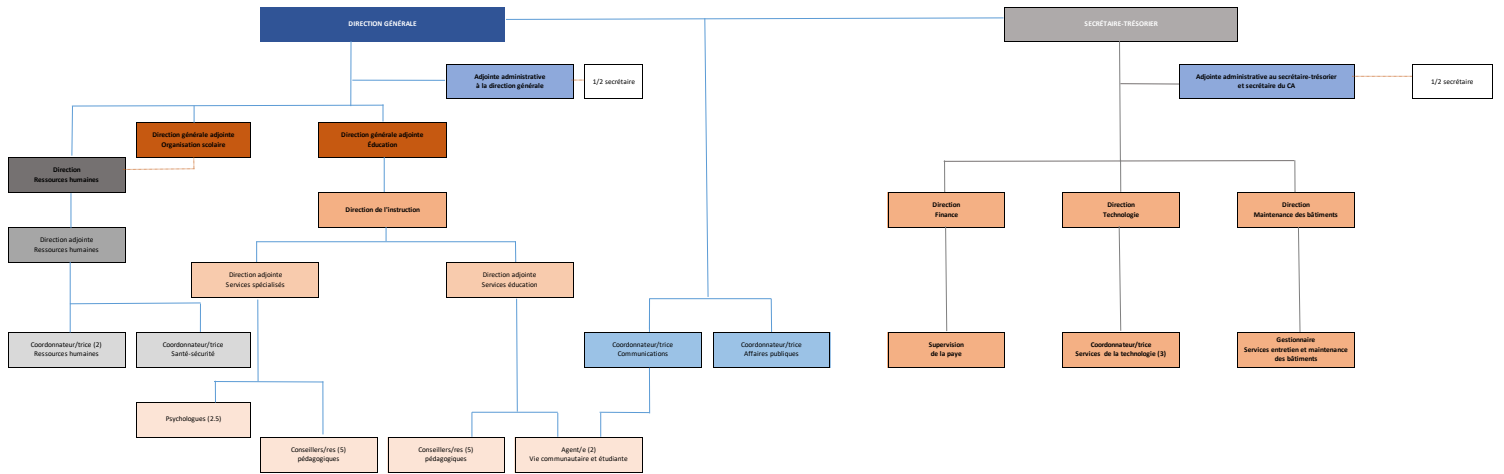 DIRECTION GÉNÉRALE
SECRÉTAIRE-TRÉSORIER
Adjointe administrative
à la direction générale
1/2 secrétaire
Adjointe administrative au secrétaire-trésorier
et secrétaire du CA
1/2 secrétaire
Direction générale adjointe
Organisation scolaire
Direction générale adjointe
Éducation
Direction
Ressources humaines
Direction de l'instruction
Direction
Finance
Direction
Technologie
Direction
Maintenance des bâtiments
Direction adjointe
Ressources humaines
Direction adjointe
Services spécialisés
Direction adjointe
Services éducation
Coordonnateur/trice (2)
Ressources humaines
Coordonnateur/trice
Santé-sécurité
Coordonnateur/trice
Communications
Coordonnateur/trice
Affaires publiques
Supervision
de la paye
Coordonnateur/trice
Services de la technologie (3)
Gestionnaire
Services entretien et maintenance
des bâtiments
Psychologues (2.5)
Conseillers/res (5)
pédagogiques
Conseillers/res (5)
pédagogiques
Agent/e (2)
Vie communautaire et étudiante